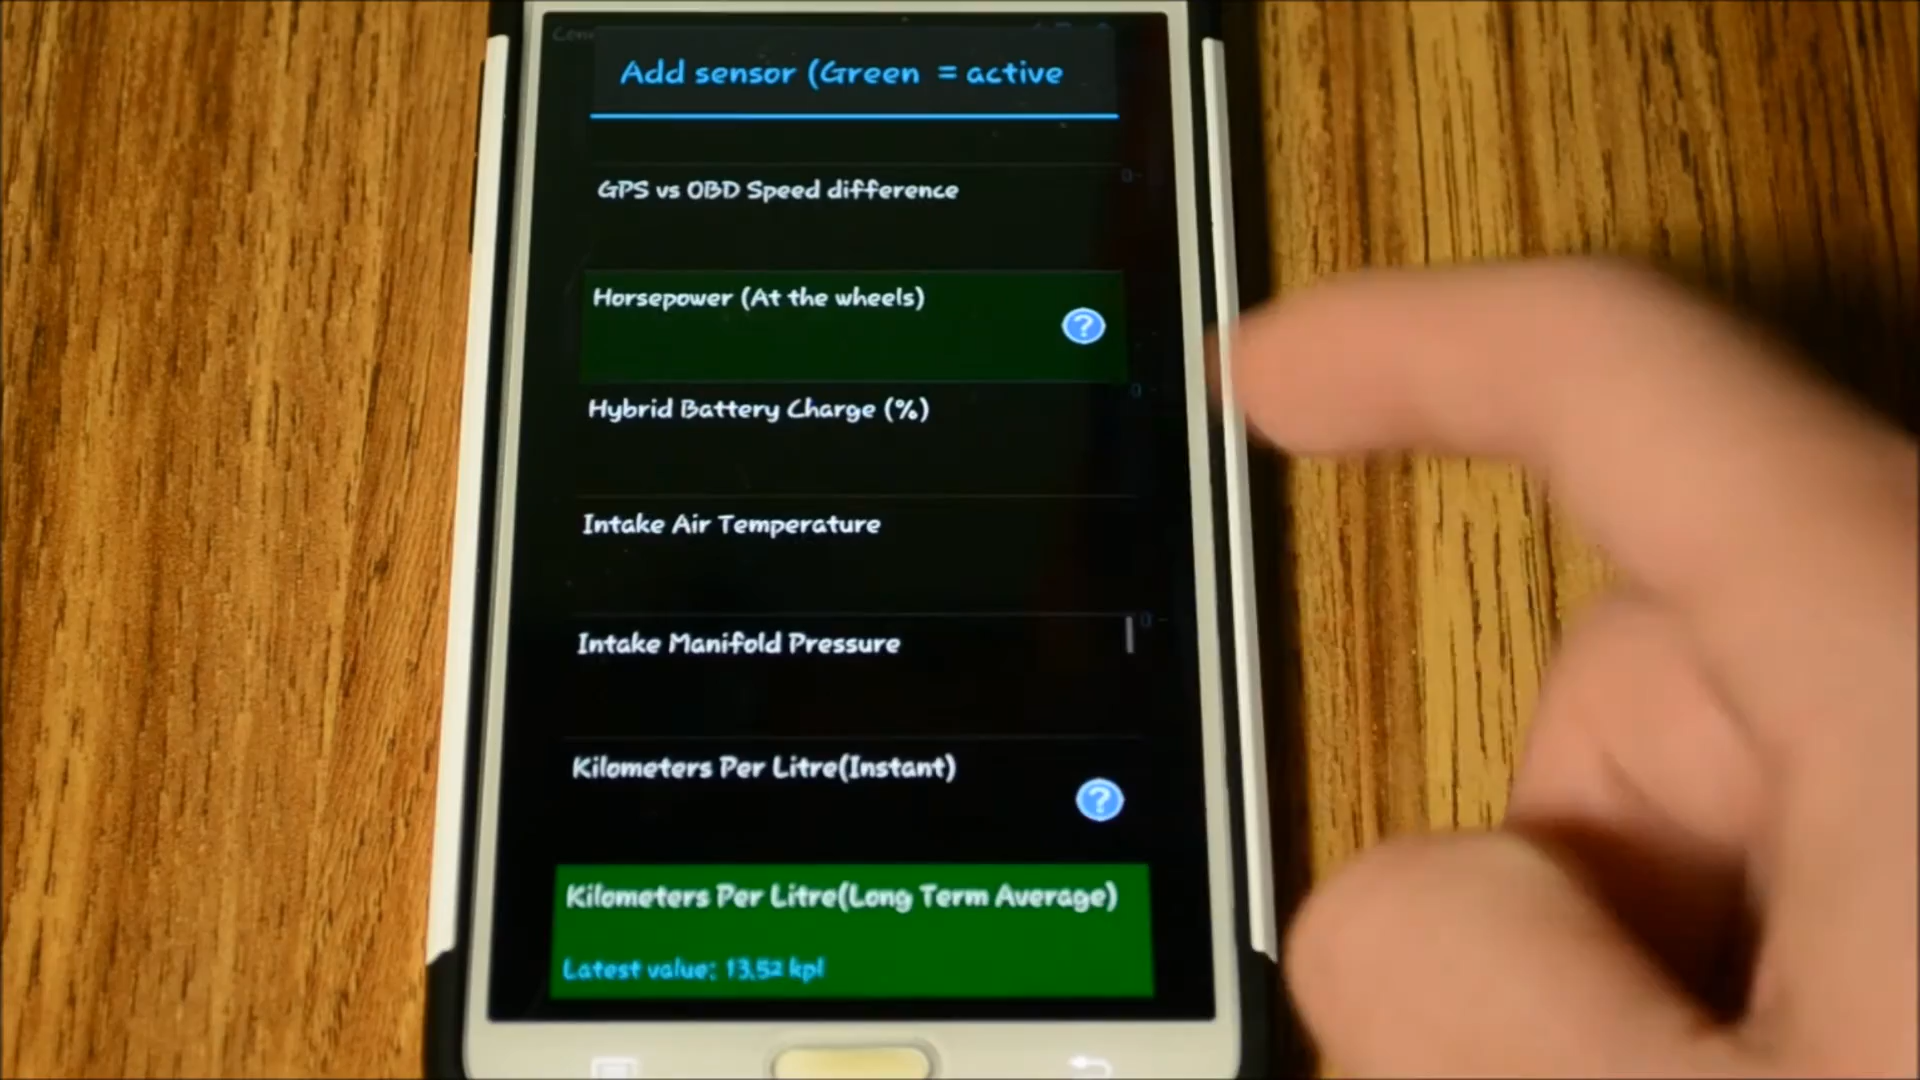 Add sensor (Green = active
GPS vs OBD Speed difference
Horsepower (At the wheels)
?
Hybrid Battery Charge (%)
Intake Air Temperature
Intake Manifold Pressure
Kilometers Per Litre(Instant)
?
Kilometers Per Litre(Long Term Average)
Latest value: 13.52 kpl